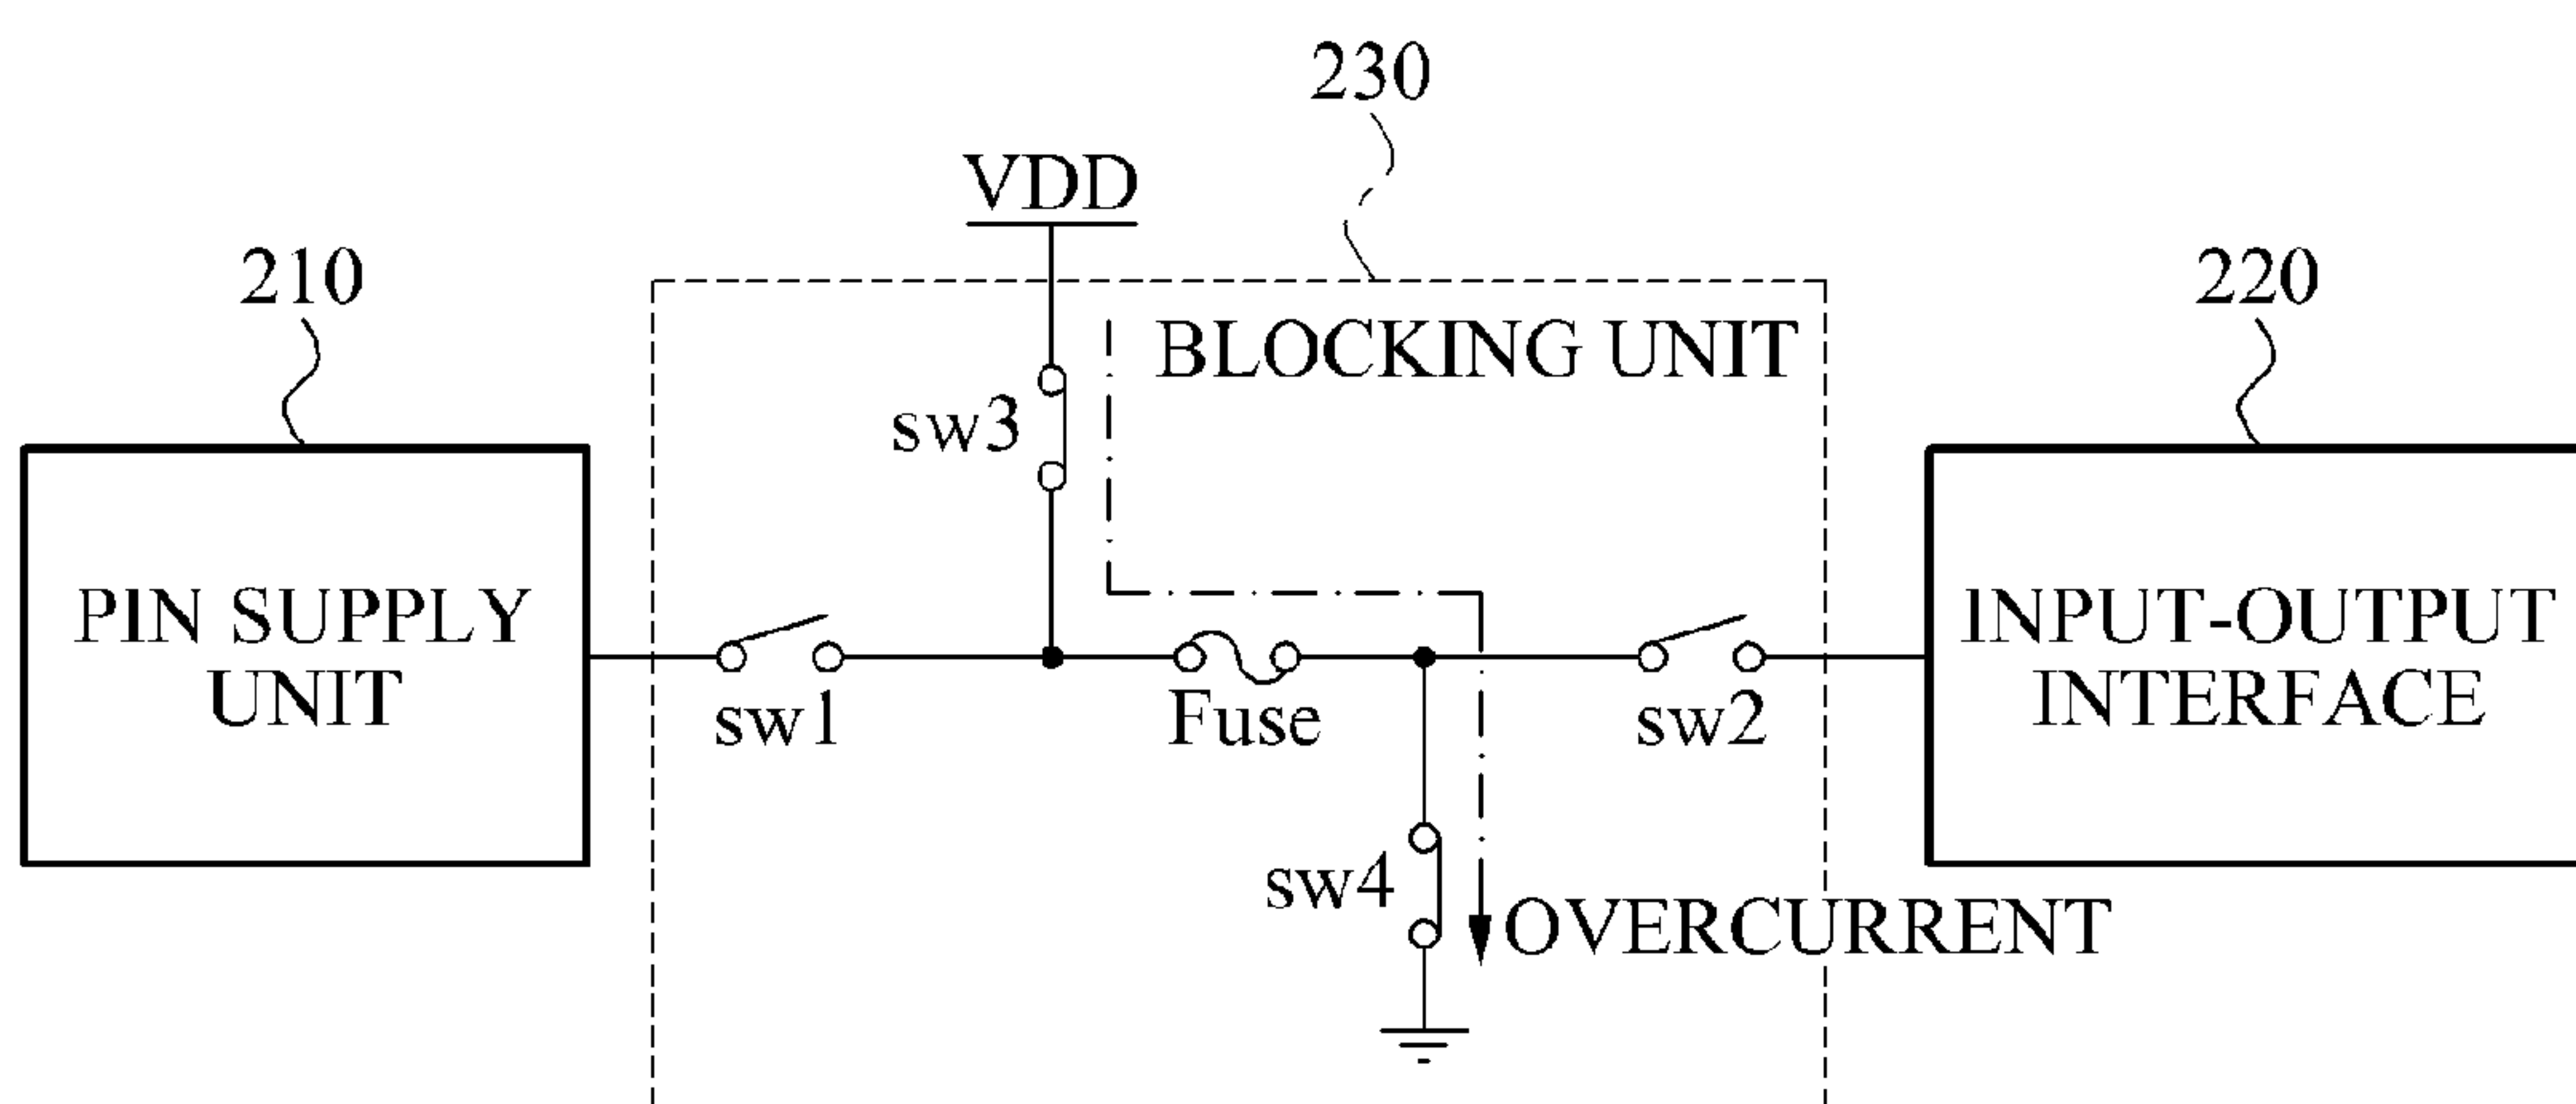 230
VDD
210
220
BLOCKING UNIT
sw3
PIN SUPPLY
UNIT
INPUT-OUTPUT
INTERFACE
sw1
Fuse
sw2
sw4
OVERCURRENT